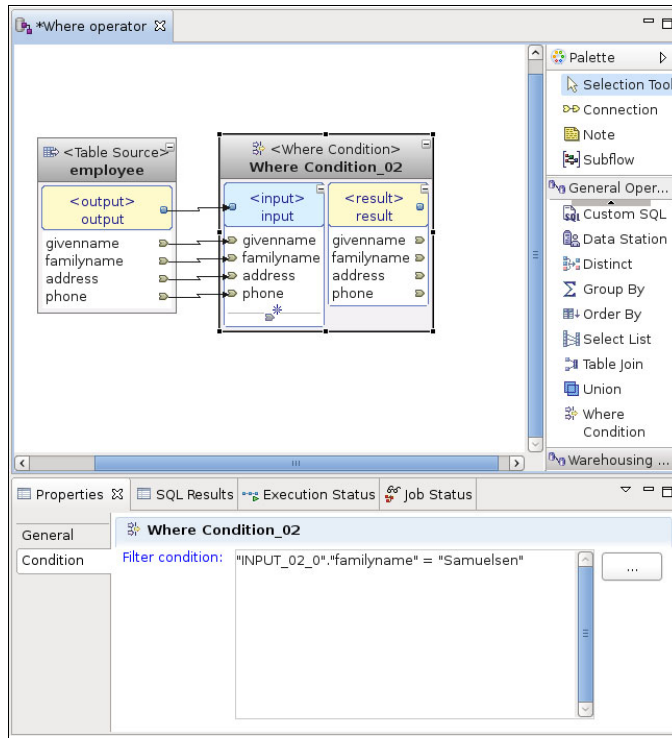 *Where operator
Palette
Selection Tool
Connection
Note
Subflow
General Oper...
Custom SQL
Data Station
Distinct
Group By
Order By
Select List
Table Join
Union
Where
Condition
Warehousing ...
<Table Source>
employee
<output>
output
givenname
familyname
address
phone
<Where Condition>
Where Condition_02
<input>
input
givenname
familyname
address
phone
<result>
result
givenname
familyname
address
phone
Properties
SQL Results
Execution Status
Job Status
General
Condition
Where Condition_02
Filter condition:
"INPUT_02_0"."familyname" = "Samuelsen"
...